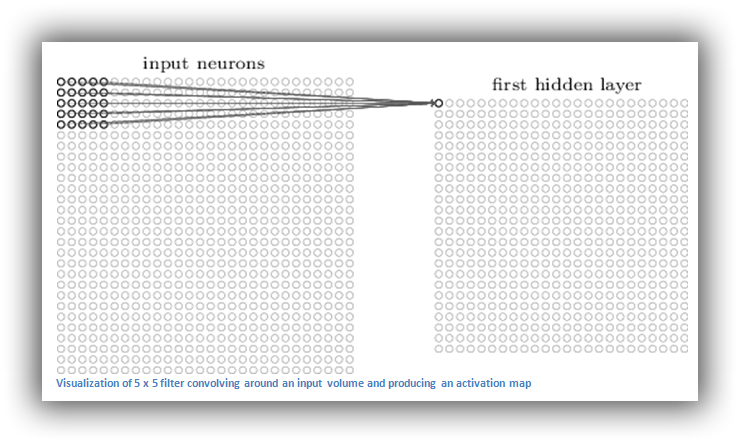 input neurons
first hidden layer
Visualization of 5 x 5 filter convolving around an input volume and producing an activation map